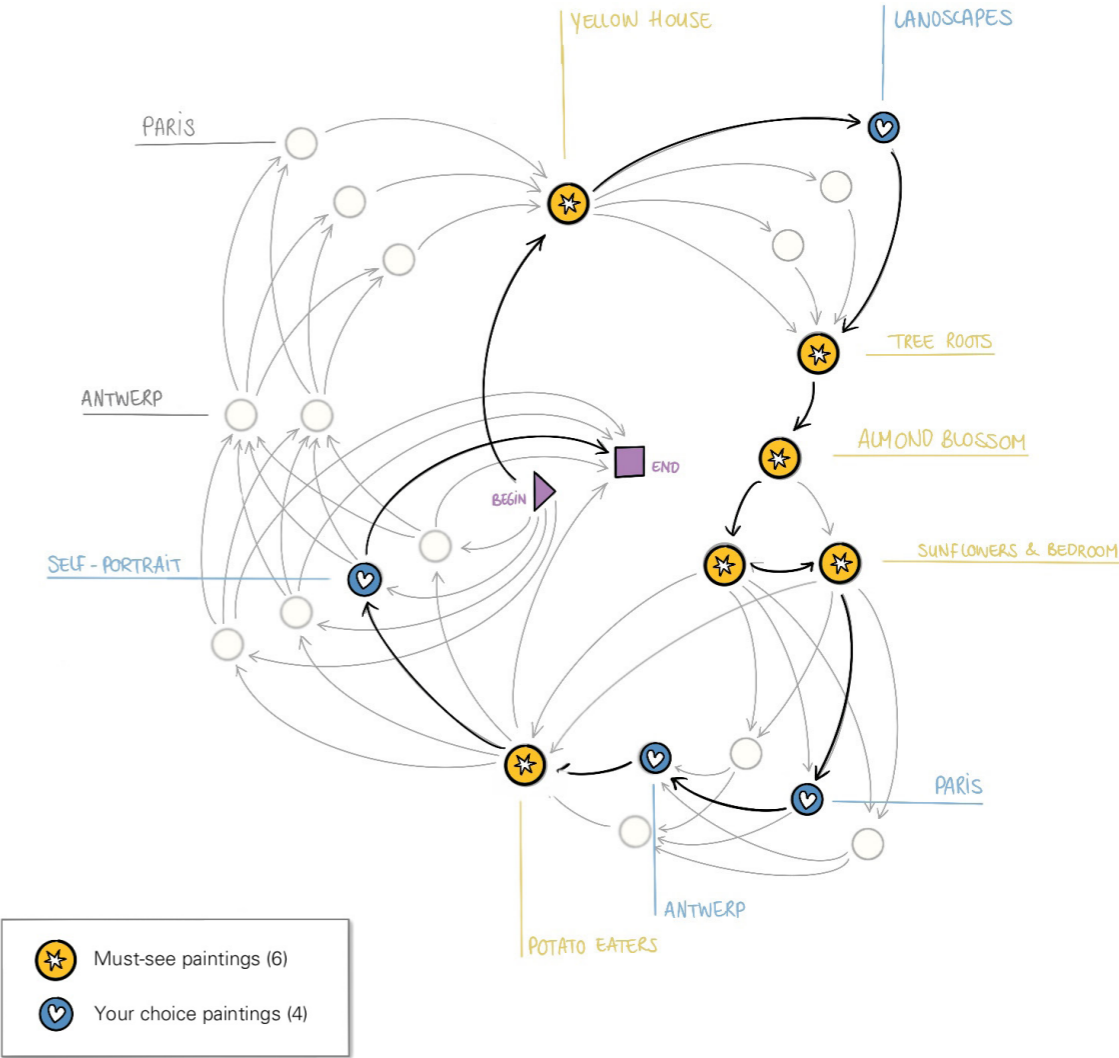 YELLOW HOUSE
LANDSCAPES
PARIS
TREE ROOTS
ANTWERP
ALMOND BLOSSOM
END
BEGIN
SUNFLOWERS & BEDROOM
SELF-PORTRAIT
PARIS
ANTWERP
POTATO EATERS
Must-see paintings (6)
Your choice paintings (4)